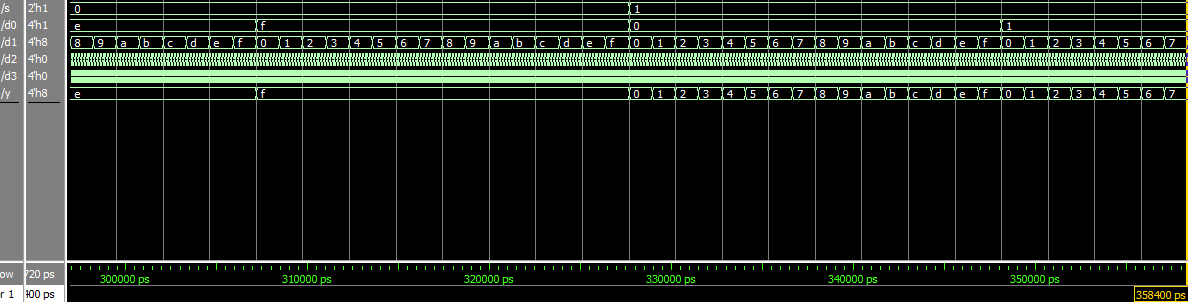 /s 2'h1 0 1
/d0 4'h1 e f 0 1
/d1 4'h8 8 9 a b c d e f 0 1 2 3 4 5 6 7 8 9 a b c d e f 0 1 2 3 4 5 6 7 8 9 a b c d e f 0 1 2 3 4 5 6 7
/d2 4'h0
/d3 4'h0
/y 4'h8 e f 0 1 2 3 4 5 6 7 8 9 a b c d e f 0 1 2 3 4 5 6 7
ow 720 ps 300000 ps 310000 ps 320000 ps 330000 ps 340000 ps 350000 ps
r 1 400 ps 358400 ps